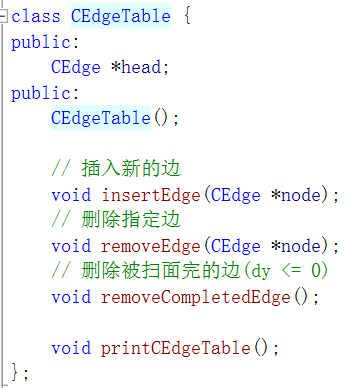 class CEdgeTable {
public:
    CEdge *head;
public:
    CEdgeTable();

    // 插入新的边
    void insertEdge(CEdge *node);
    // 删除指定边
    void removeEdge(CEdge *node);
    // 删除被扫面完的边(dy <= 0)
    void removeCompletedEdge();

    void printCEdgeTable();
};